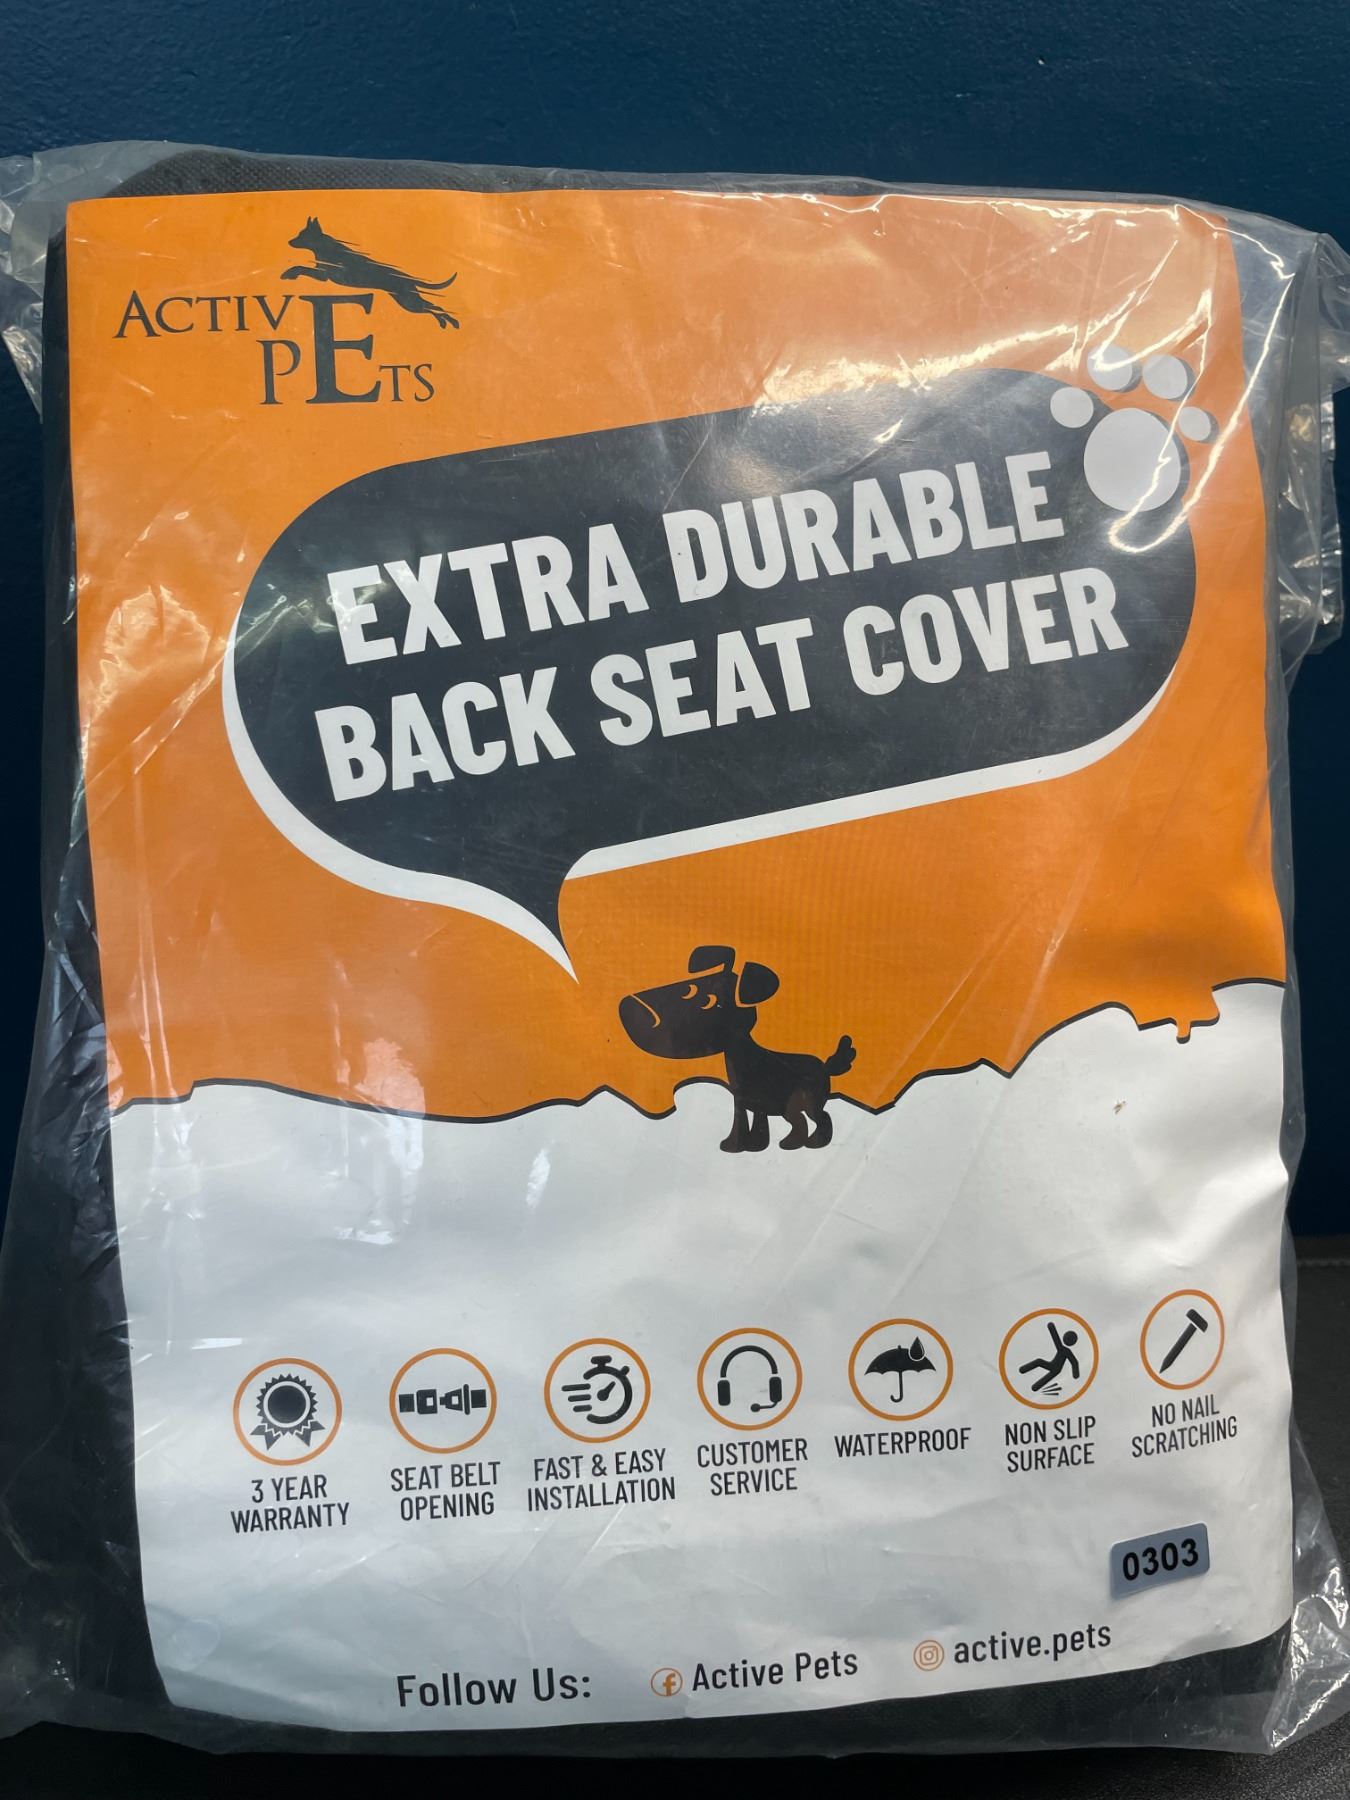 ACTIVE
PETS
EXTRA DURABLE
BACK SEAT COVER
3 YEAR
WARRANTY
SEAT BELT
OPENING
FAST & EASY
INSTALLATION
CUSTOMER
SERVICE
WATERPROOF
NON SLIP
SURFACE
NO NAIL
SCRATCHING
0303
Follow Us: Active Pets active.pets